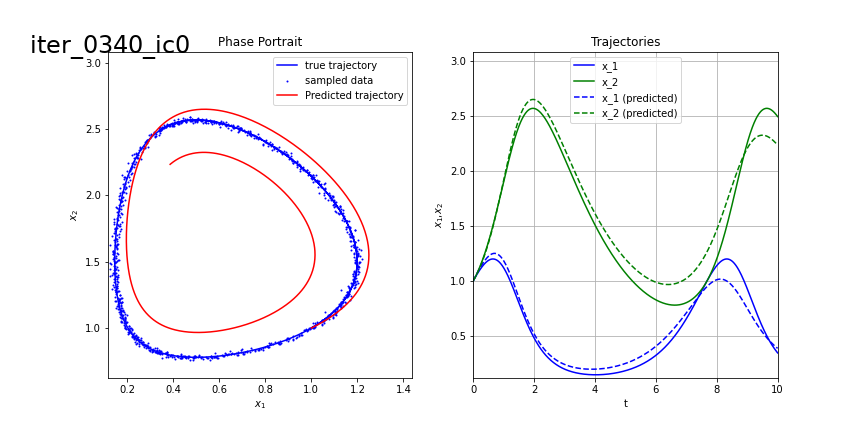 iter_0340_ic0
Phase Portrait
true trajectory
sampled data
Predicted trajectory
3.0
2.5
2.0
1.5
1.0
x₂
0.2 0.4 0.6 0.8 1.0 1.2 1.4
x₁
Trajectories
x_1
x_2
x_1 (predicted)
x_2 (predicted)
3.0
2.5
2.0
1.5
1.0
0.5
x₁,x₂
0 2 4 6 8 10
t